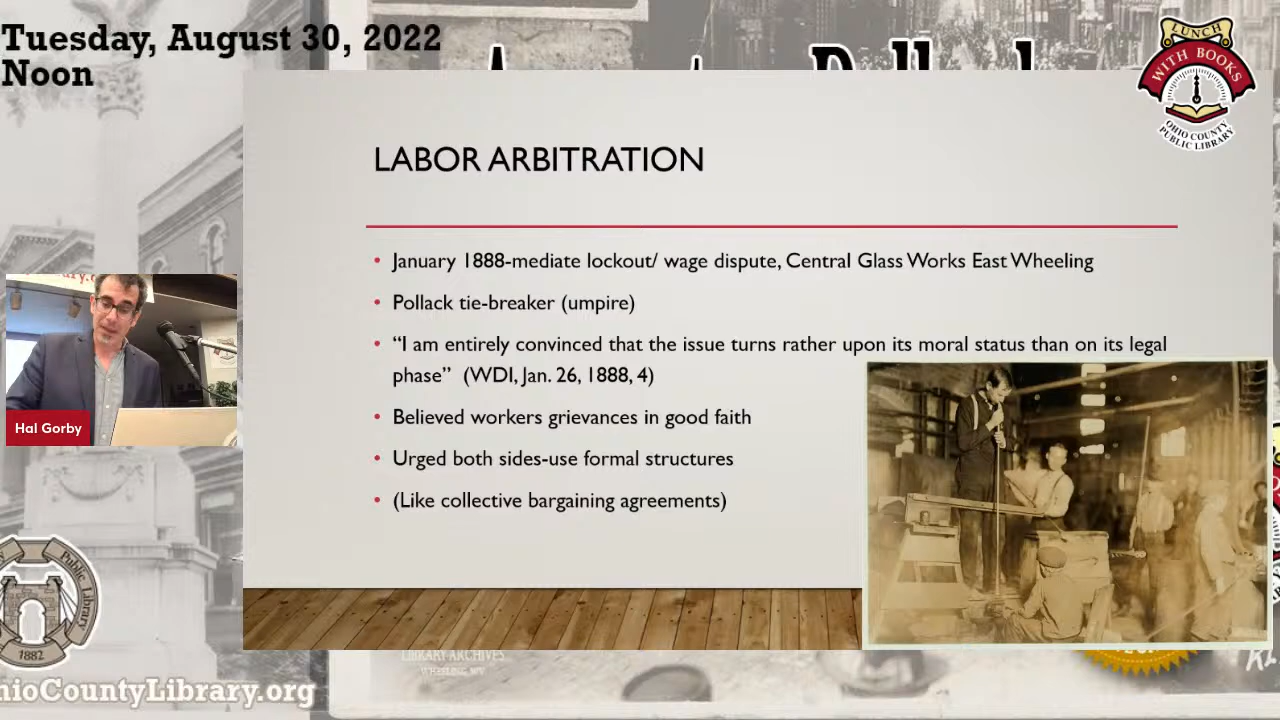 Tuesday, August 30, 2022
Noon
LUNCH
WITH BOOKS
OHIO COUNTY
PUBLIC LIBRARY
LABOR ARBITRATION
• January 1888-mediate lockout/ wage dispute, Central Glass Works East Wheeling
• Pollack tie-breaker (umpire)
• “I am entirely convinced that the issue turns rather upon its moral status than on its legal
phase” (WDI, Jan. 26, 1888, 4)
• Believed workers grievances in good faith
• Urged both sides-use formal structures
• (Like collective bargaining agreements)
Hal Gorby
Public Library
1882
LIBRARY ARCHIVES
WHEELING, WV
hioCountyLibrary.org